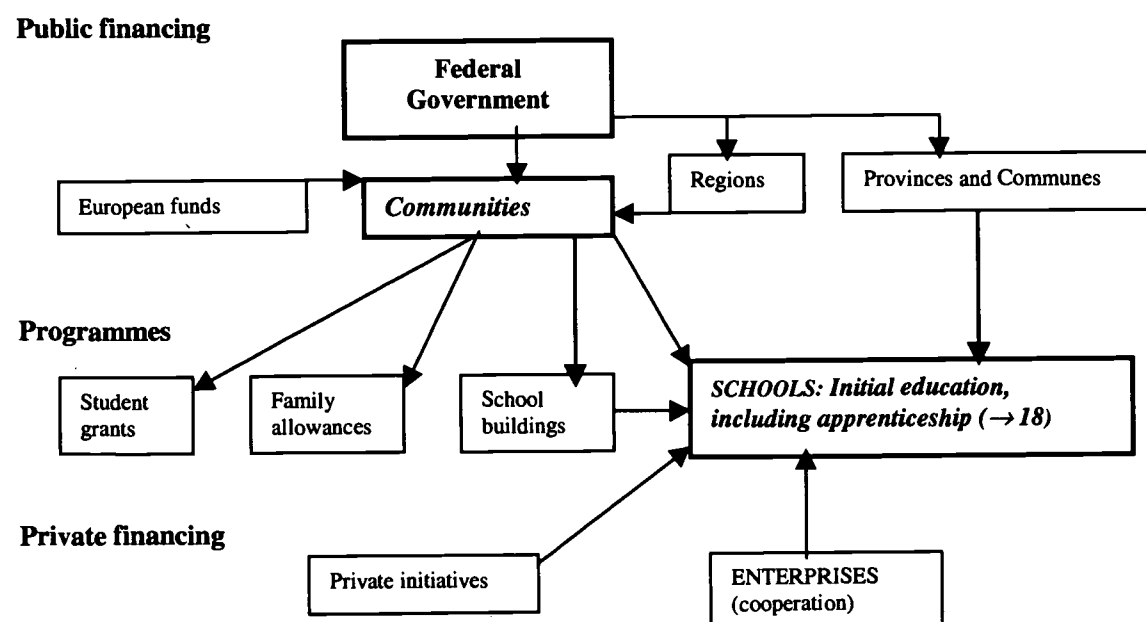 Public financing
Federal
Government
Regions
Provinces and Communes
European funds
Communities
Programmes
Student
grants
Family
allowances
School
buildings
SCHOOLS: Initial education,
including apprenticeship (→ 18)
Private financing
Private initiatives
ENTERPRISES
(cooperation)